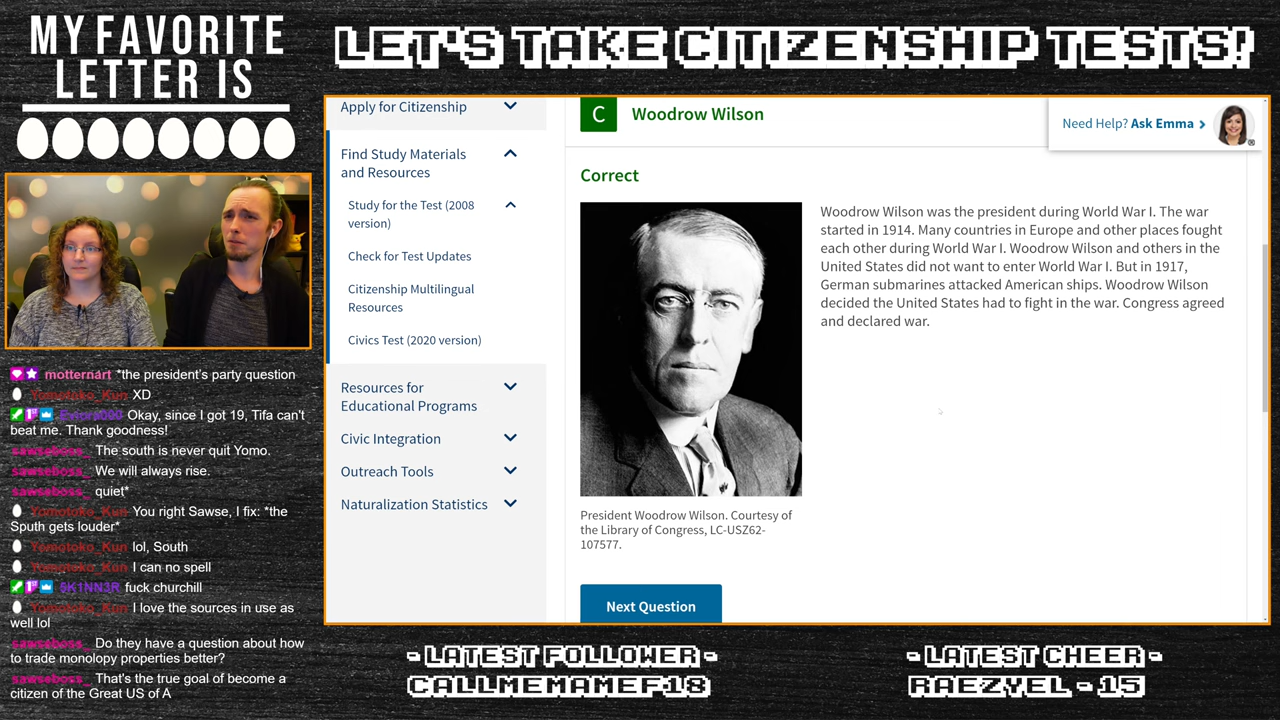 MY FAVORITE
LETTER IS
LET'S TAKE CITIZENSHIP TESTS!
Apply for Citizenship
Find Study Materials
and Resources
Study for the Test (2008
version)
Check for Test Updates
Citizenship Multilingual
Resources
Civics Test (2020 version)
Resources for
Educational Programs
Civic Integration
Outreach Tools
Naturalization Statistics
C Woodrow Wilson
Need Help? Ask Emma
Correct
Woodrow Wilson was the president during World War I. The war
started in 1914. Many countries in Europe and other places fought
each other during World War I. Woodrow Wilson and others in the
United States did not want to enter World War I. But in 1917,
German submarines attacked American ships. Woodrow Wilson
decided the United States had to fight in the war. Congress agreed
and declared war.
President Woodrow Wilson. Courtesy of
the Library of Congress, LC-USZ62-
107577.
Next Question
motternart *the president's party question
Yomotoko_Kun XD
Okay, since I got 19, Tifa can't
beat me. Thank goodness!
sawseboss_ The south is never quit Yomo.
sawseboss_ We will always rise.
sawseboss_ quiet*
Yomotoko_Kun You right Sawse, I fix: *the
Sputh gets louder*
Yomotoko_Kun lol, South
Yomotoko_Kun I can no spell
5K1NN3R fuck churchill
Yomotoko_Kun I love the sources in use as
well lol
sawseboss_ Do they have a question about how
to trade monolopy properties better?
sawseboss_ That's the true goal of become a
citizen of the Great US of A
- LATEST FOLLOWER -
CALLMEMAMEF18
- LATEST CHEER -
RAEZYEL - 15